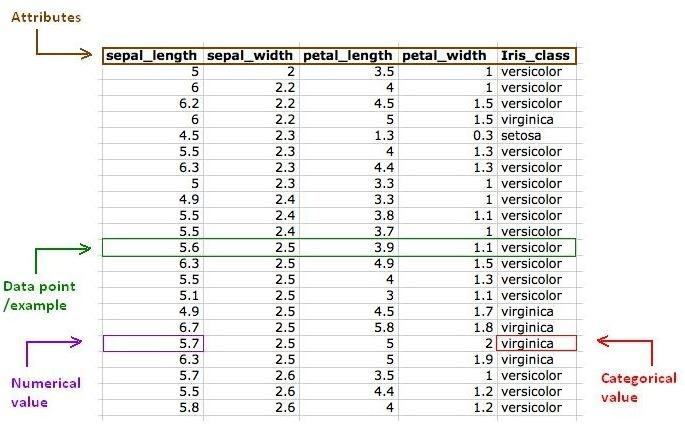 Attributes
sepal_length sepal_width petal_length petal_width Iris_class
5 2 3.5 1 versicolor
6 2.2 4 1 versicolor
6.2 2.2 4.5 1.5 versicolor
6 2.2 5 1.5 virginica
4.5 2.3 1.3 0.3 setosa
5.5 2.3 4 1.3 versicolor
6.3 2.3 4.4 1.3 versicolor
5 2.3 3.3 1 versicolor
4.9 2.4 3.3 1 versicolor
5.5 2.4 3.8 1.1 versicolor
5.5 2.4 3.7 1 versicolor
5.6 2.5 3.9 1.1 versicolor
6.3 2.5 4.9 1.5 versicolor
5.5 2.5 4 1.3 versicolor
5.1 2.5 3 1.1 versicolor
4.9 2.5 4.5 1.7 virginica
6.7 2.5 5.8 1.8 virginica
5.7 2.5 5 2 virginica
6.3 2.5 5 1.9 virginica
5.7 2.6 3.5 1 versicolor
5.5 2.6 4.4 1.2 versicolor
5.8 2.6 4 1.2 versicolor
Data point
/example
Numerical
value
Categorical
value